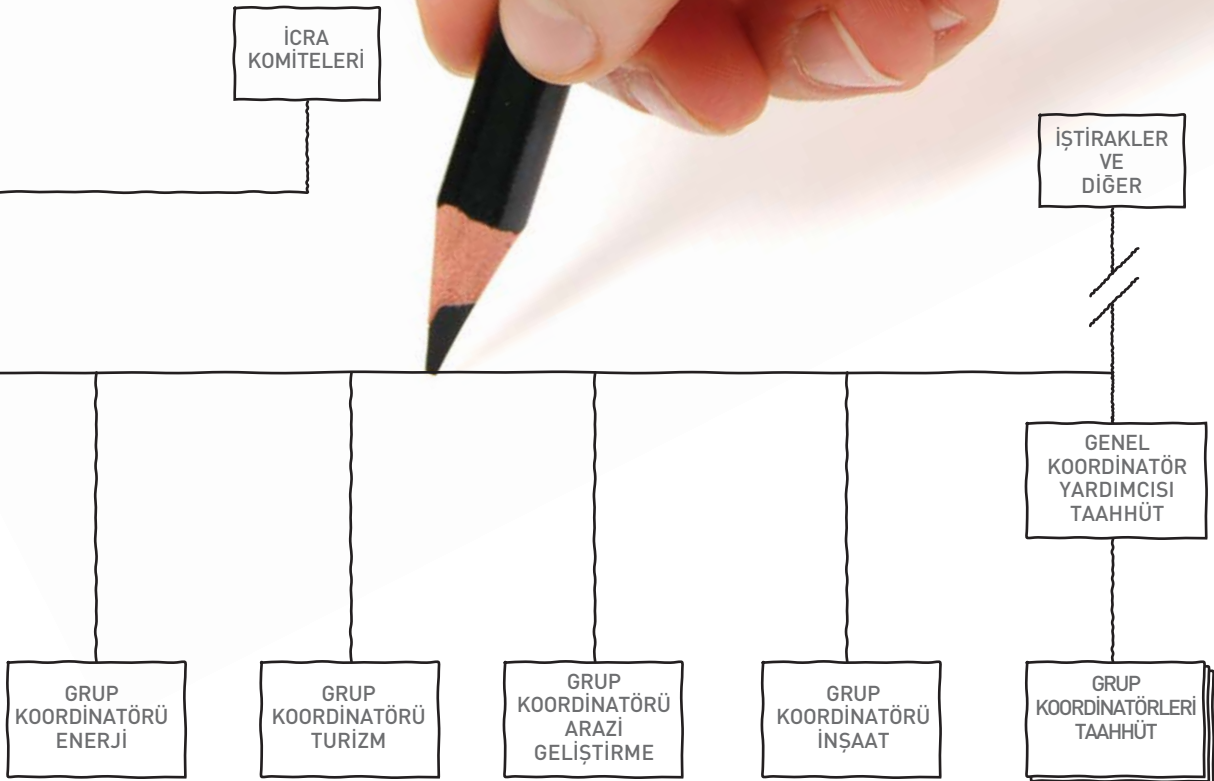 İCRA
KOMİTELERİ
İŞTİRAKLER
VE
DİĞER
GENEL
KOORDİNATÖR
YARDIMCISI
TAAHHÜT
GRUP
KOORDİNATÖRÜ
ENERJİ
GRUP
KOORDİNATÖRÜ
TURİZM
GRUP
KOORDİNATÖRÜ
ARAZİ
GELİŞTİRME
GRUP
KOORDİNATÖRÜ
İNŞAAT
GRUP
KOORDİNATÖRLERİ
TAAHHÜT